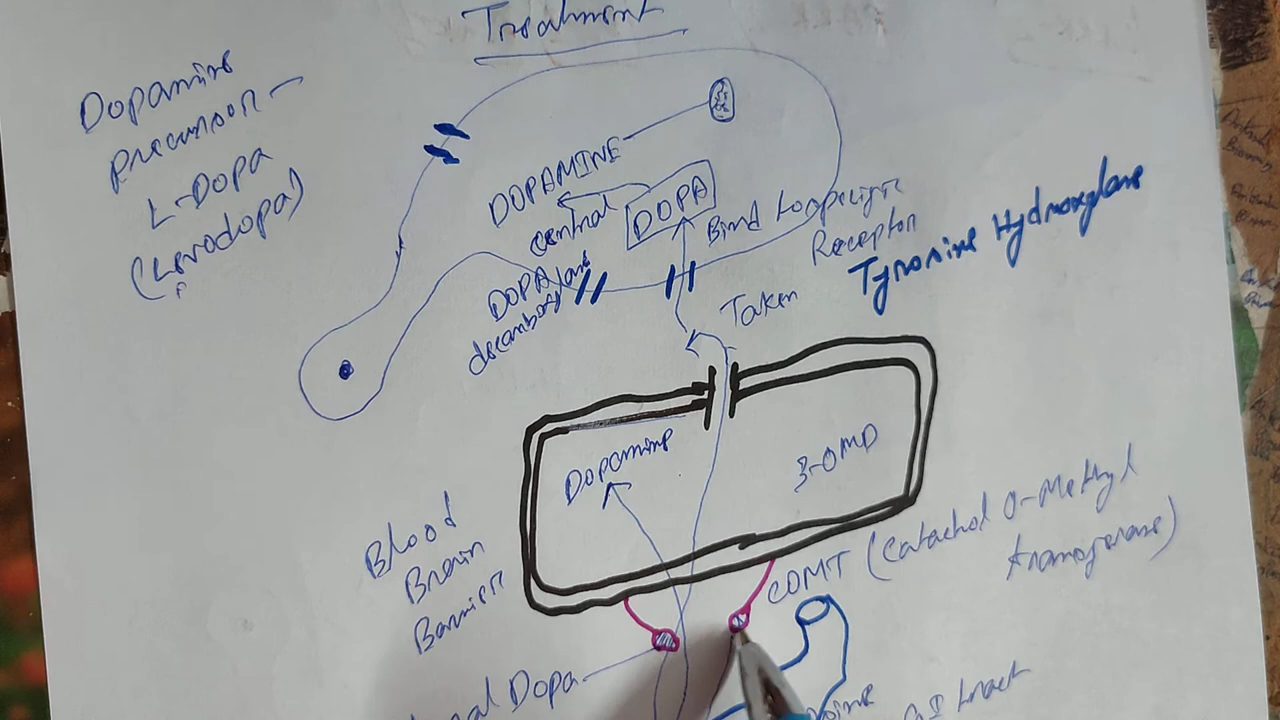 Treatment
Dopamine
Precursor -
L-DOPA
(Levodopa)
DOPAMINE
central
DOPA
decarboxylase
DOPA
Bind to
Receptor
Tyrosine Hydroxylase
Taken
Dopamine
3-OMD
Blood
Brain
Barrier
COMT (Catachol O-Methyl
transferase)
Dopa
GI tract